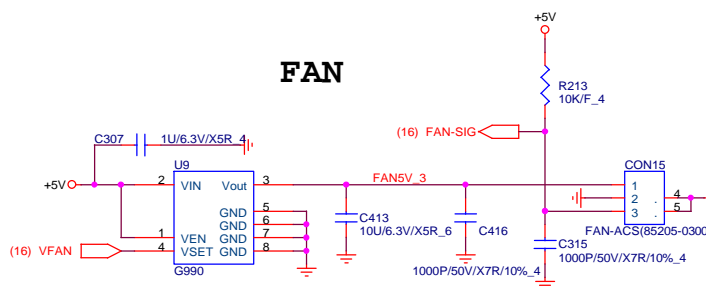 +5V
FAN
R213
10K/F_4
(16) FAN-SIG
C307
1U/6.3V/X5R_4
U9
CON15
+5V
2
VIN
Vout
3
FAN5V_3
1
2
3
4
.
5
.
GND
5
GND
6
GND
7
GND
8
1
VEN
4
VSET
(16) VFAN
G990
C413
10U/6.3V/X5R_6
C416
1000P/50V/X7R/10%_4
FAN-ACS(85205-0300
C315
1000P/50V/X7R/10%_4